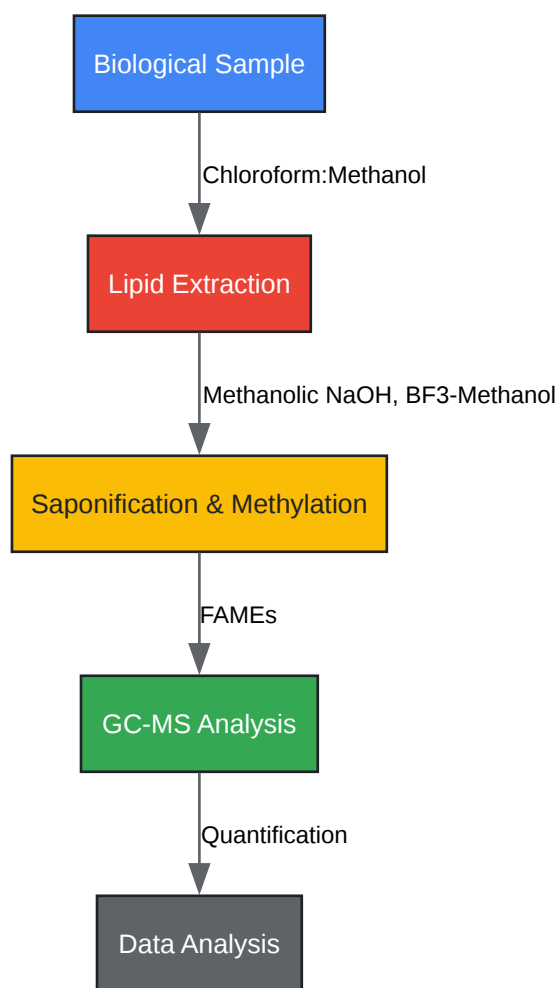 Biological Sample
Chloroform:Methanol
Lipid Extraction
Methanolic NaOH, BF3-Methanol
Saponification & Methylation
FAMEs
GC-MS Analysis
Quantification
Data Analysis